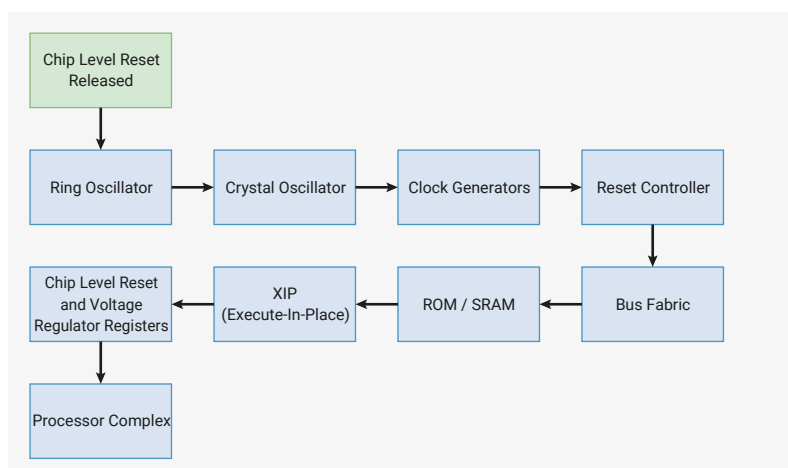 Chip Level Reset
Released
Ring Oscillator
Crystal Oscillator
Clock Generators
Reset Controller
Bus Fabric
ROM / SRAM
XIP
(Execute-In-Place)
Chip Level Reset
and Voltage
Regulator Registers
Processor Complex